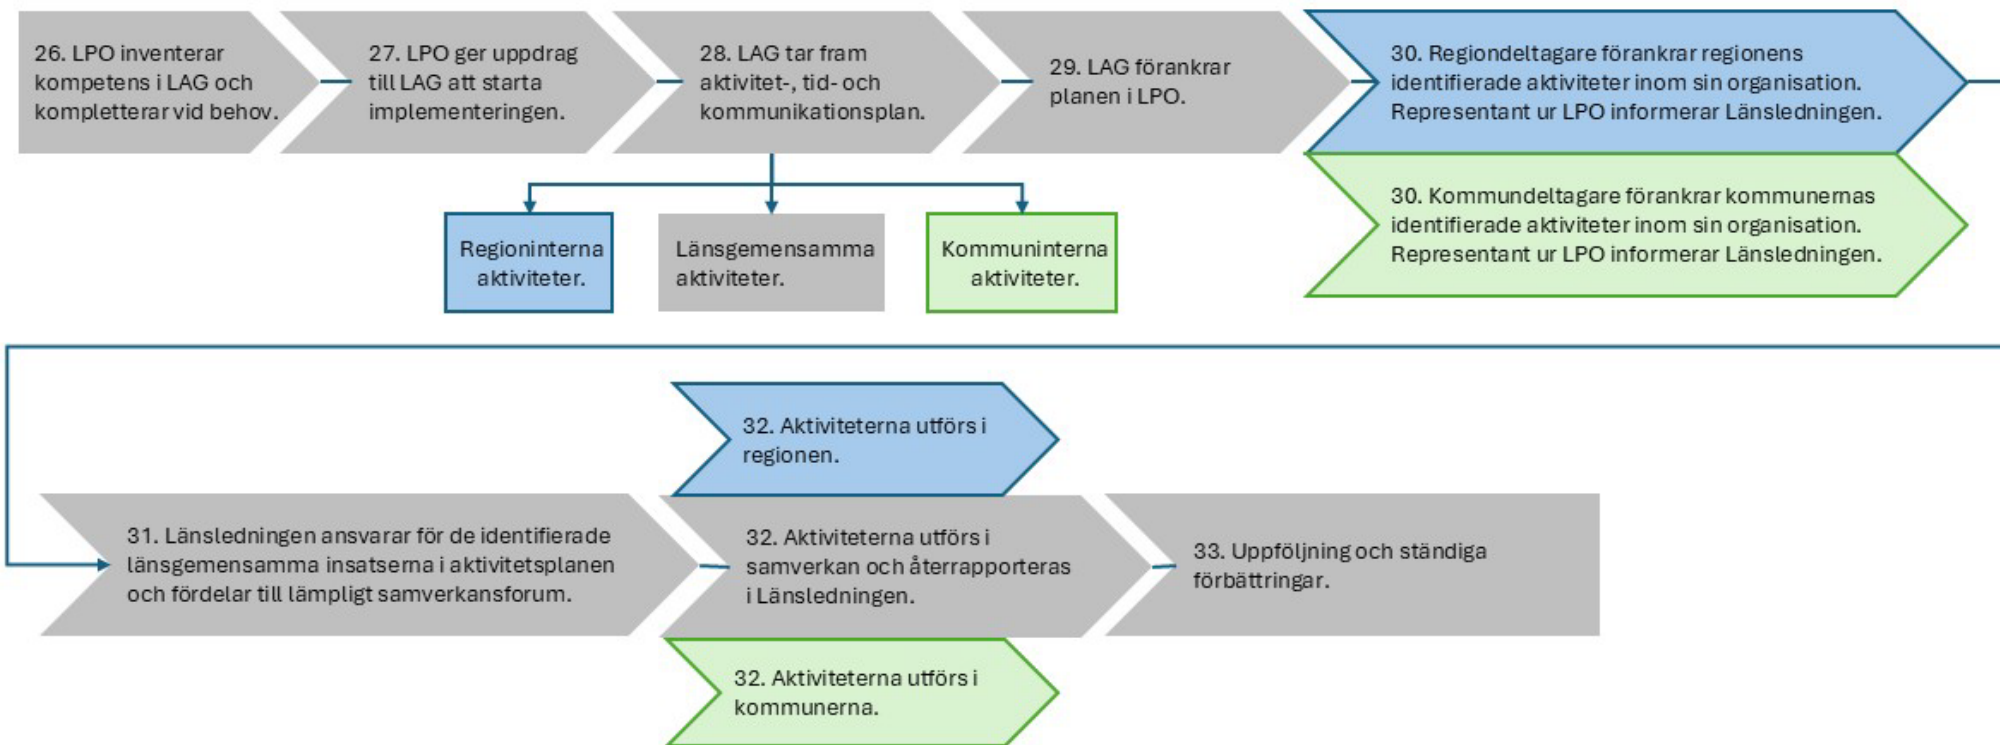 26. LPO inventerar
kompetens i LAG och
kompletterar vid behov.
27. LPO ger uppdrag
till LAG att starta
implementeringen.
28. LAG tar fram
aktivitet-, tid- och
kommunikationsplan.
29. LAG förankrar
planen i LPO.
30. Regiondeltagare förankrar regionens
identifierade aktiviteter inom sin organisation.
Representant ur LPO informerar Länsledningen.
30. Kommundeltagare förankrar kommunernas
identifierade aktiviteter inom sin organisation.
Representant ur LPO informerar Länsledningen.
Regioninterna
aktiviteter.
Länsgemensamma
aktiviteter.
Kommuninterna
aktiviteter.
32. Aktiviteterna utförs i
regionen.
31. Länsledningen ansvarar för de identifierade
länsgemensamma insatserna i aktivitetsplanen
och fördelar till lämpligt samverkansforum.
32. Aktiviteterna utförs i
samverkan och återrapporteras
i Länsledningen.
33. Uppföljning och ständiga
förbättringar.
32. Aktiviteterna utförs i
kommunerna.